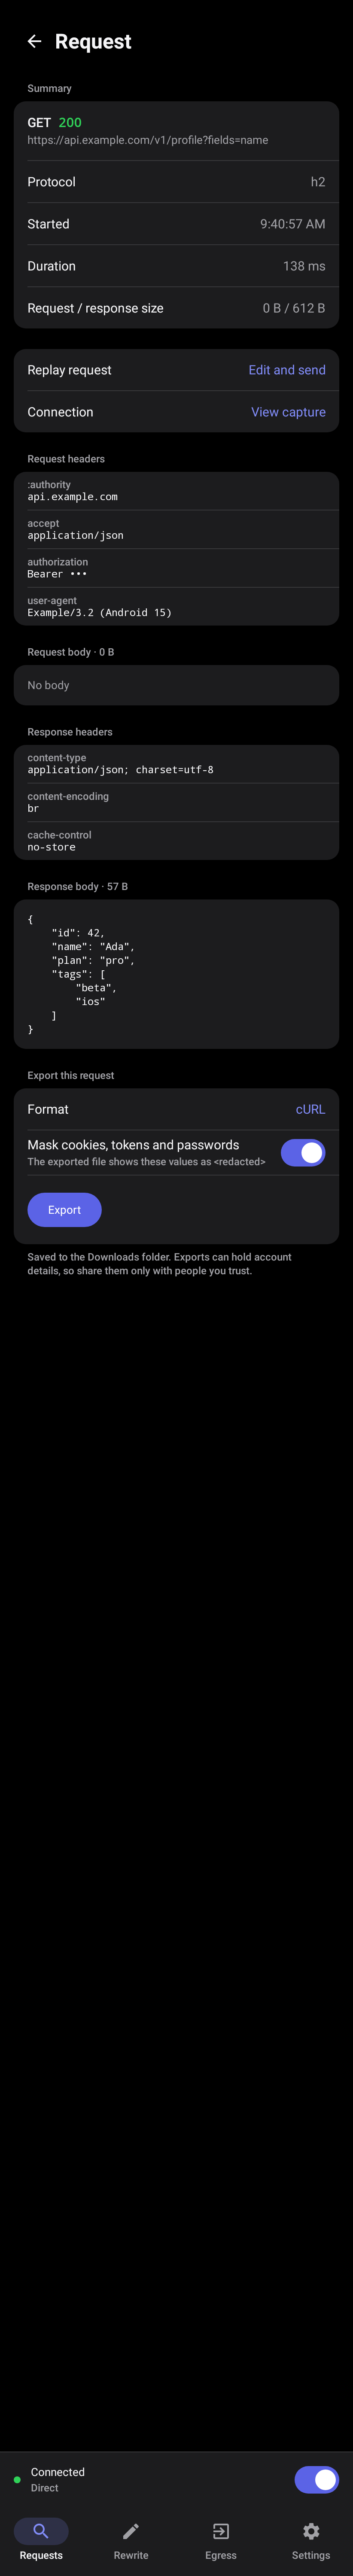 Request
Summary
GET 200
https://api.example.com/v1/profile?fields=name
Protocol h2
Started 9:40:57 AM
Duration 138 ms
Request / response size 0 B / 612 B
Replay request Edit and send
Connection View capture
Request headers
:authority
api.example.com
accept
application/json
authorization
Bearer •••
user-agent
Example/3.2 (Android 15)
Request body · 0 B
No body
Response headers
content-type
application/json; charset=utf-8
content-encoding
br
cache-control
no-store
Response body · 57 B
{
    "id": 42,
    "name": "Ada",
    "plan": "pro",
    "tags": [
        "beta",
        "ios"
    ]
}
Export this request
Format cURL
Mask cookies, tokens and passwords
The exported file shows these values as <redacted>
Export
Saved to the Downloads folder. Exports can hold account
details, so share them only with people you trust.
Connected
Direct
Requests Rewrite Egress Settings